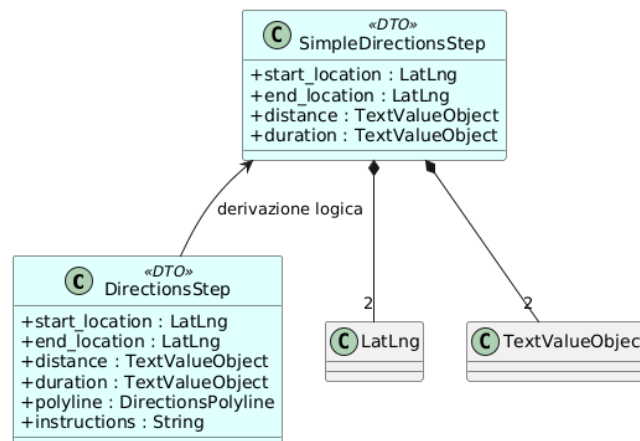 C
«DTO»
SimpleDirectionsStep
+start_location : LatLng
+end_location : LatLng
+distance : TextValueObject
+duration : TextValueObject
derivazione logica
C
«DTO»
DirectionsStep
+start_location : LatLng
+end_location : LatLng
+distance : TextValueObject
+duration : TextValueObject
+polyline : DirectionsPolyline
+instructions : String
2
C LatLng
2
C TextValueObjec